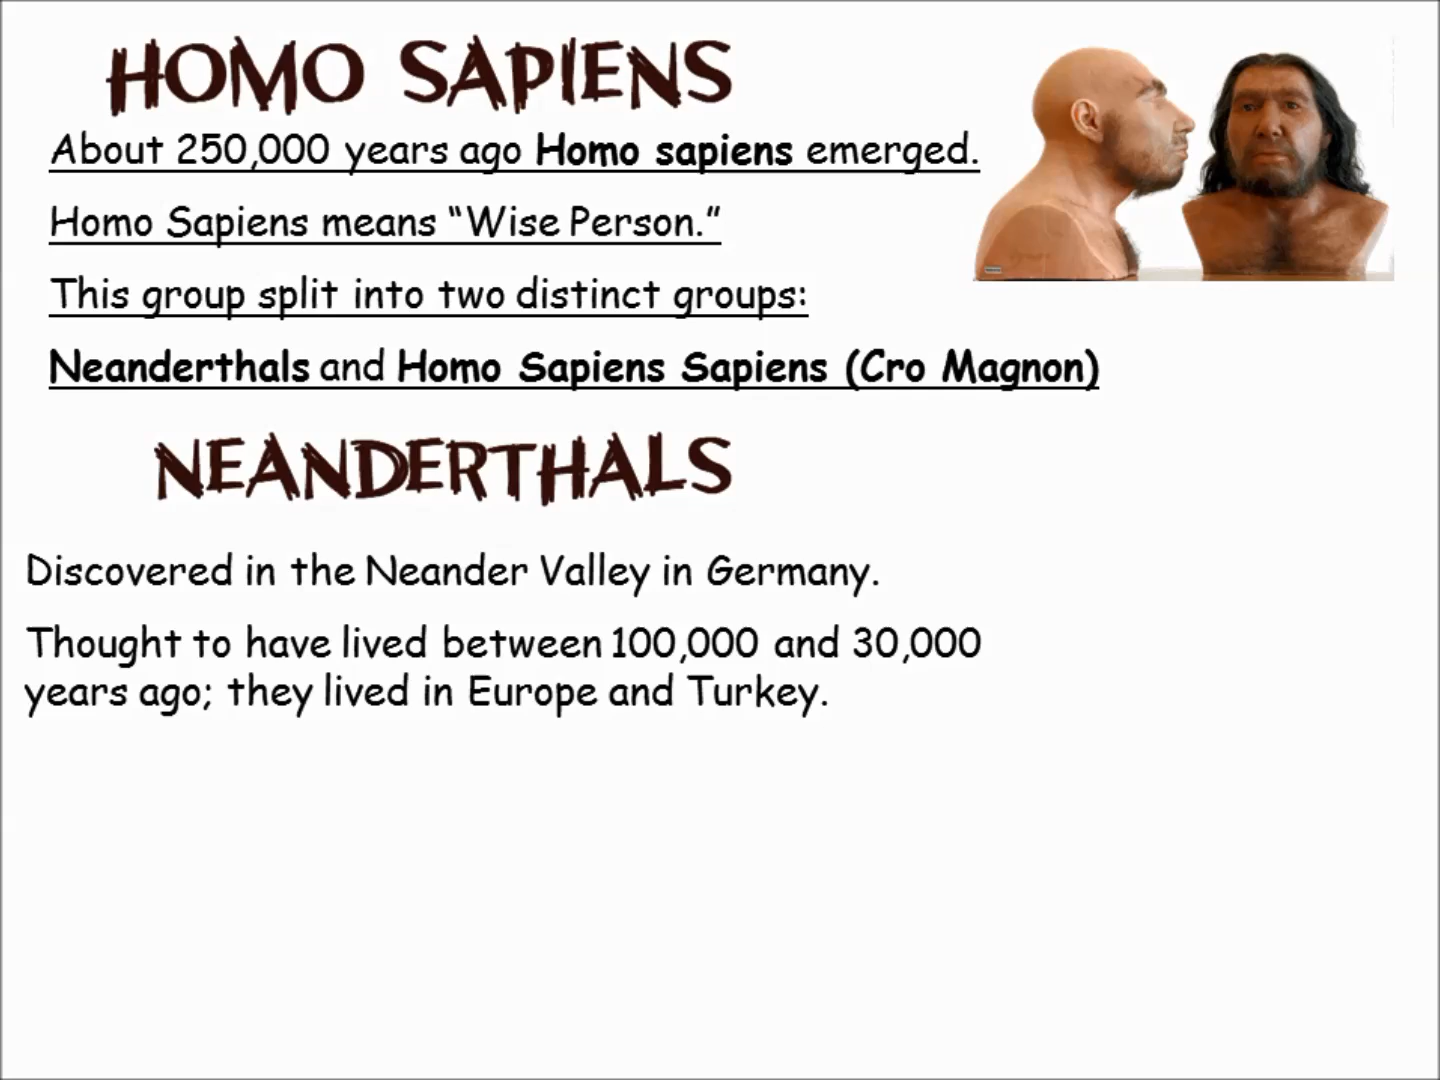 HOMO SAPIENS
About 250,000 years ago Homo sapiens emerged.
Homo Sapiens means “Wise Person.”
This group split into two distinct groups:
Neanderthals and Homo Sapiens Sapiens (Cro Magnon)
NEANDERTHALS
Discovered in the Neander Valley in Germany.
Thought to have lived between 100,000 and 30,000
years ago; they lived in Europe and Turkey.